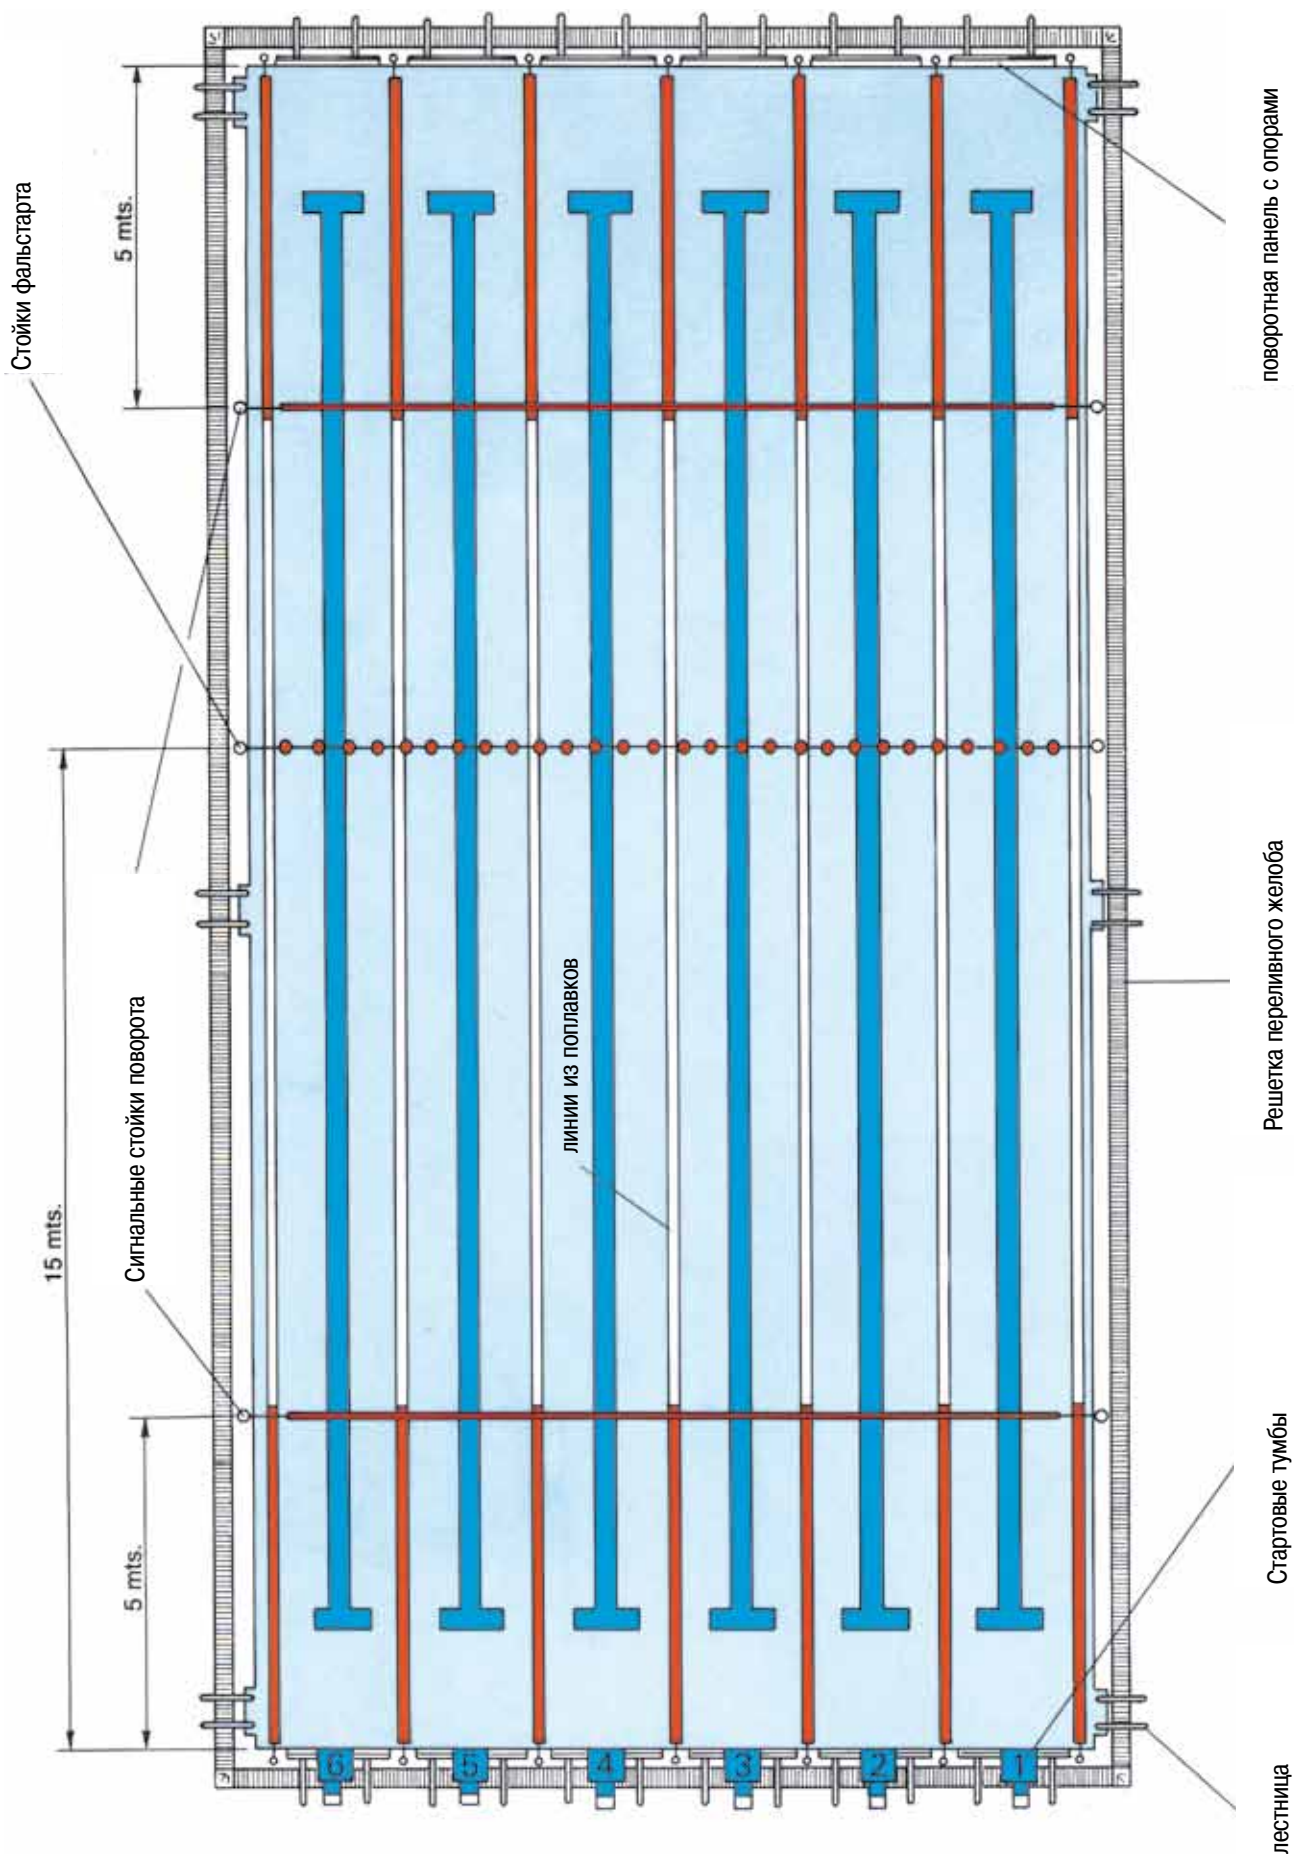 поворотная панель с опорами
5 mts.
Стойки фальстарта
Решетка переливного желоба
линии из поплавков
Сигнальные стойки поворота
15 mts.
Стартовые тумбы
5 mts.
лестница
6
5
4
3
2
1